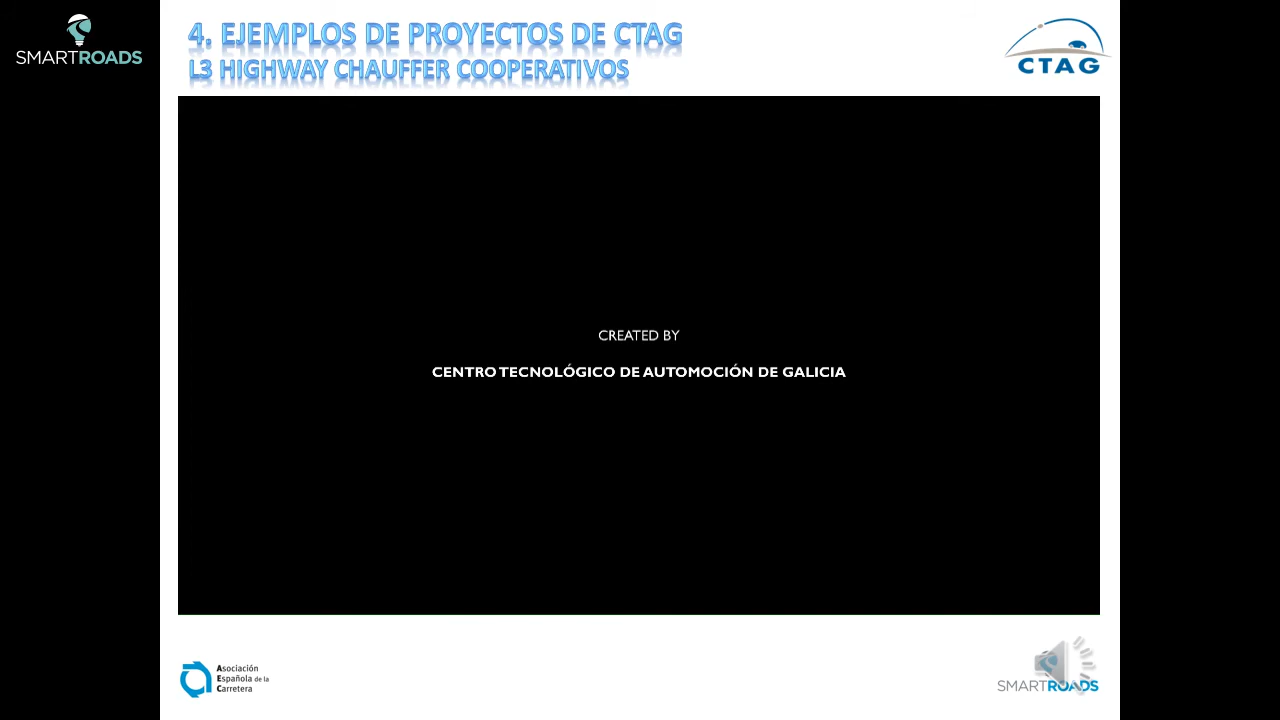 SMARTROADS
4. EJEMPLOS DE PROYECTOS DE CTAG
L3 HIGHWAY CHAUFFER COOPERATIVOS
CTAG
CREATED BY
CENTRO TECNOLÓGICO DE AUTOMOCIÓN DE GALICIA
Asociación
Española de la
Carretera
SMARTROADS